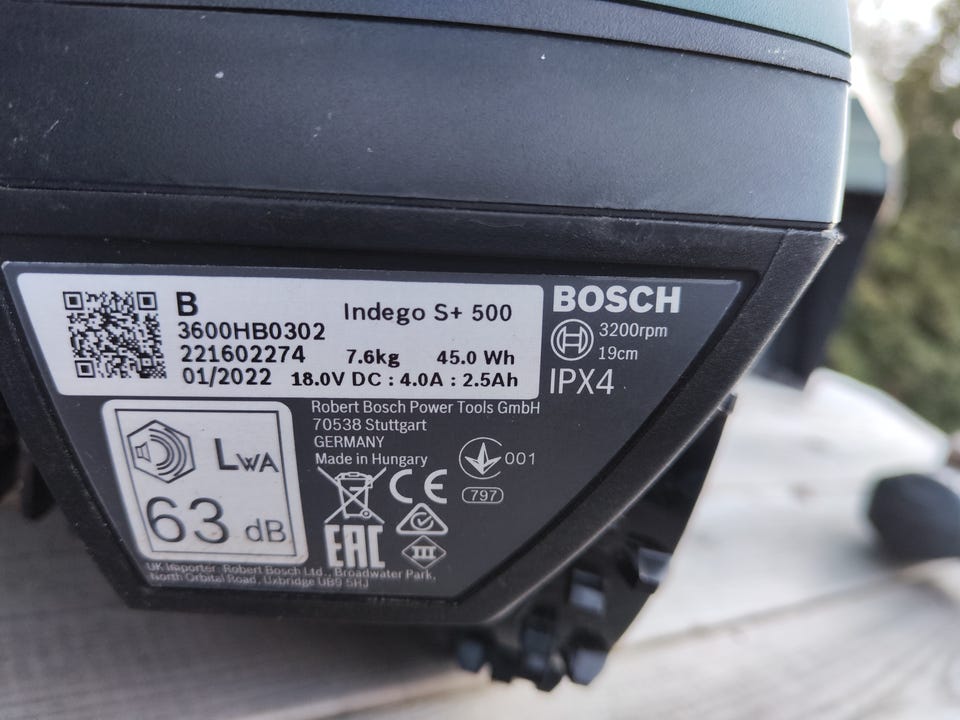 B
Indego S+ 500
3600HB0302
221602274 7.6kg 45.0 Wh
01/2022 18.0V DC : 4.0A : 2.5Ah
BOSCH
3200rpm
19cm
IPX4
Robert Bosch Power Tools GmbH
70538 Stuttgart
GERMANY
Made in Hungary
001
797
CE
EAC
III
LWA
63 dB
UK Importer: Robert Bosch Ltd., Broadwater Park,
North Orbital Road, Uxbridge UB9 5HJ